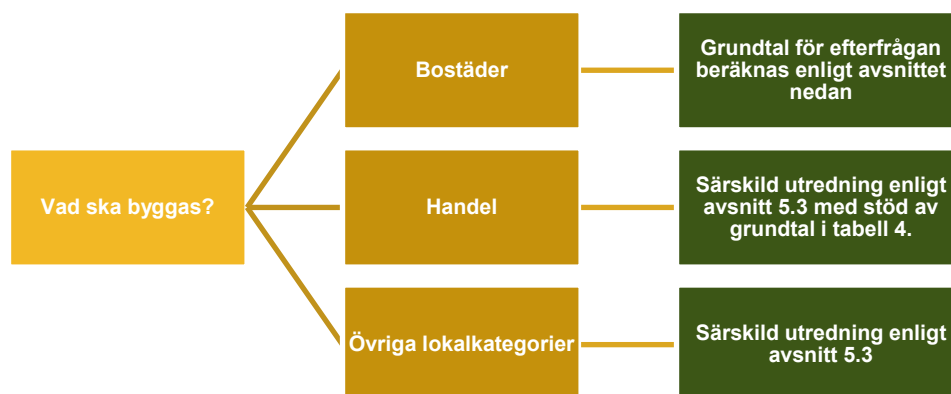 Vad ska byggas?
Bostäder
Grundtal för efterfrågan
beräknas enligt avsnittet
nedan
Handel
Särskild utredning enligt
avsnitt 5.3 med stöd av
grundtal i tabell 4.
Övriga lokalkategorier
Särskild utredning enligt
avsnitt 5.3